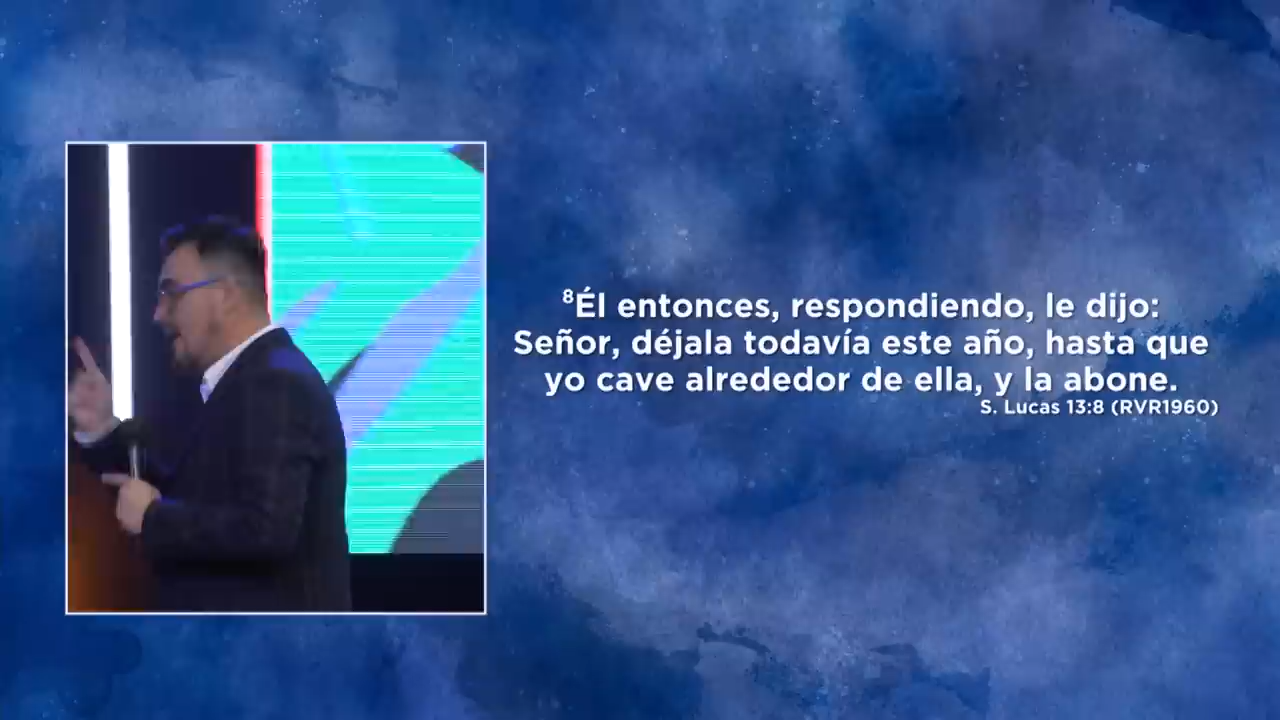 ⁸Él entonces, respondiendo, le dijo:
Señor, déjala todavía este año, hasta que
yo cave alrededor de ella, y la abone.
S. Lucas 13:8 (RVR1960)